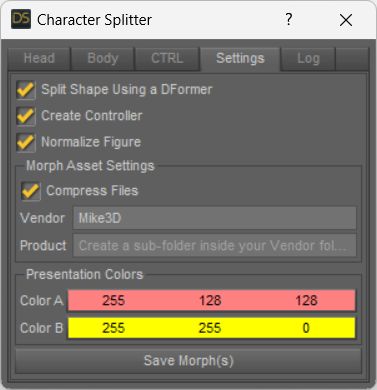 DS Character Splitter ?
Head Body CTRL Settings Log
Split Shape Using a DFormer
Create Controller
Normalize Figure
Morph Asset Settings
Compress Files
Vendor Mike3D
Product Create a sub-folder inside your Vendor fol...
Presentation Colors
Color A 255 128 128
Color B 255 255 0
Save Morph(s)